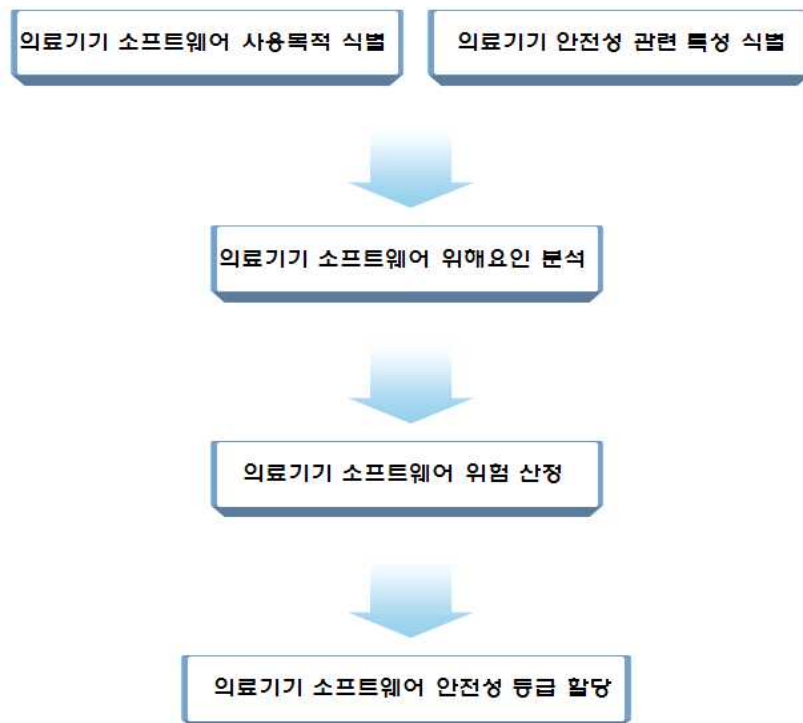 의료기기 소프트웨어 사용목적 식별
의료기기 안전성 관련 특성 식별
의료기기 소프트웨어 위해요인 분석
의료기기 소프트웨어 위험 산정
의료기기 소프트웨어 안전성 등급 할당